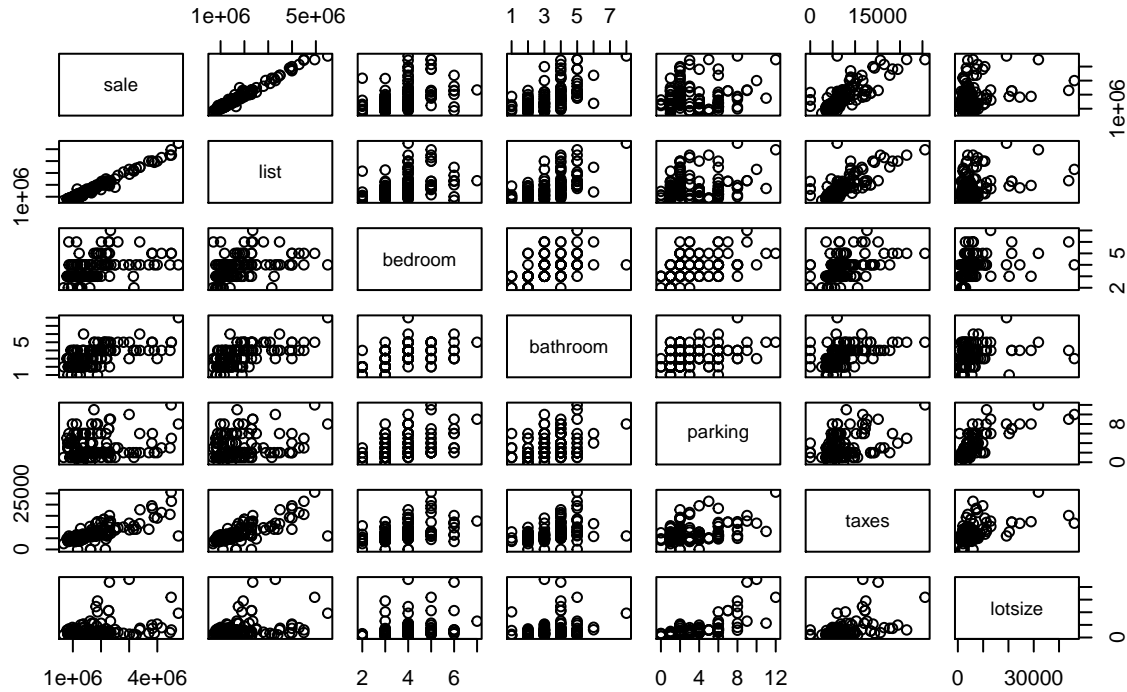 1e+06 5e+06 1 3 5 7 0 15000
sale 1e+06
1e+06 list
bedroom 2 5
1 5 bathroom
parking 0 8
0 25000 taxes
lotsize 0
1e+06 4e+06 2 4 6 0 4 8 12 0 30000